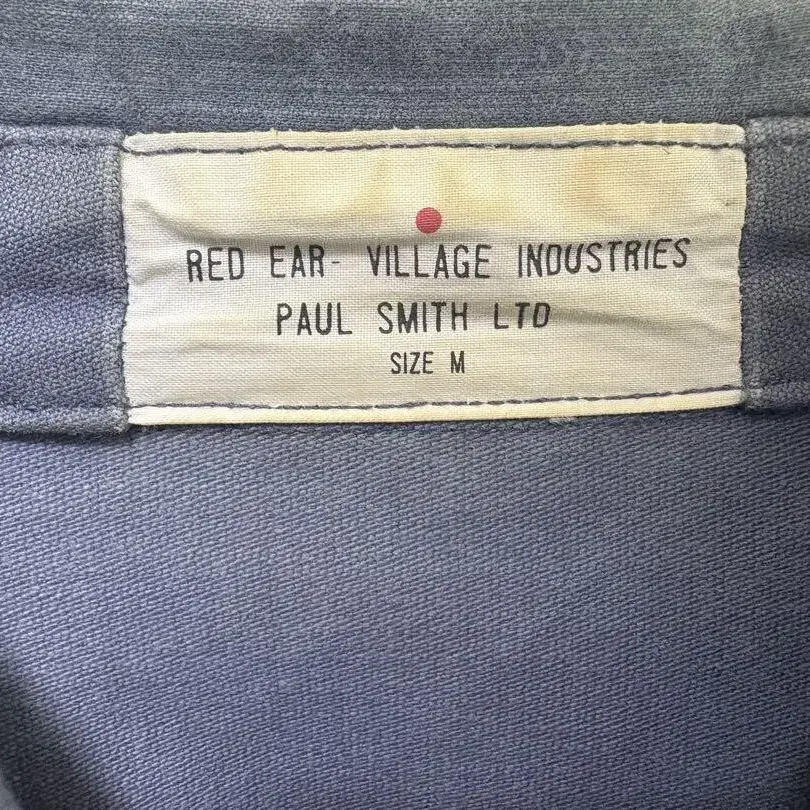 RED EAR- VILLAGE INDUSTRIES
PAUL SMITH LTD
SIZE M